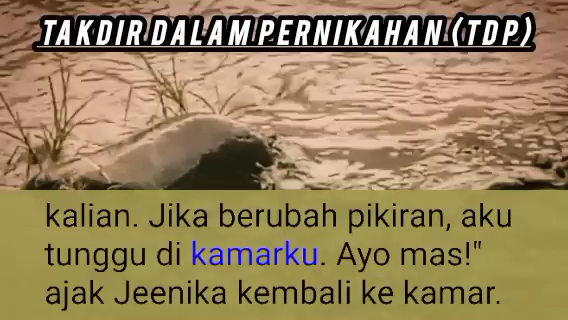 TAKDIR DALAM PERNIKAHAN (TDP)
kalian. Jika berubah pikiran, aku
tunggu di kamarku. Ayo mas!"
ajak Jeenika kembali ke kamar.